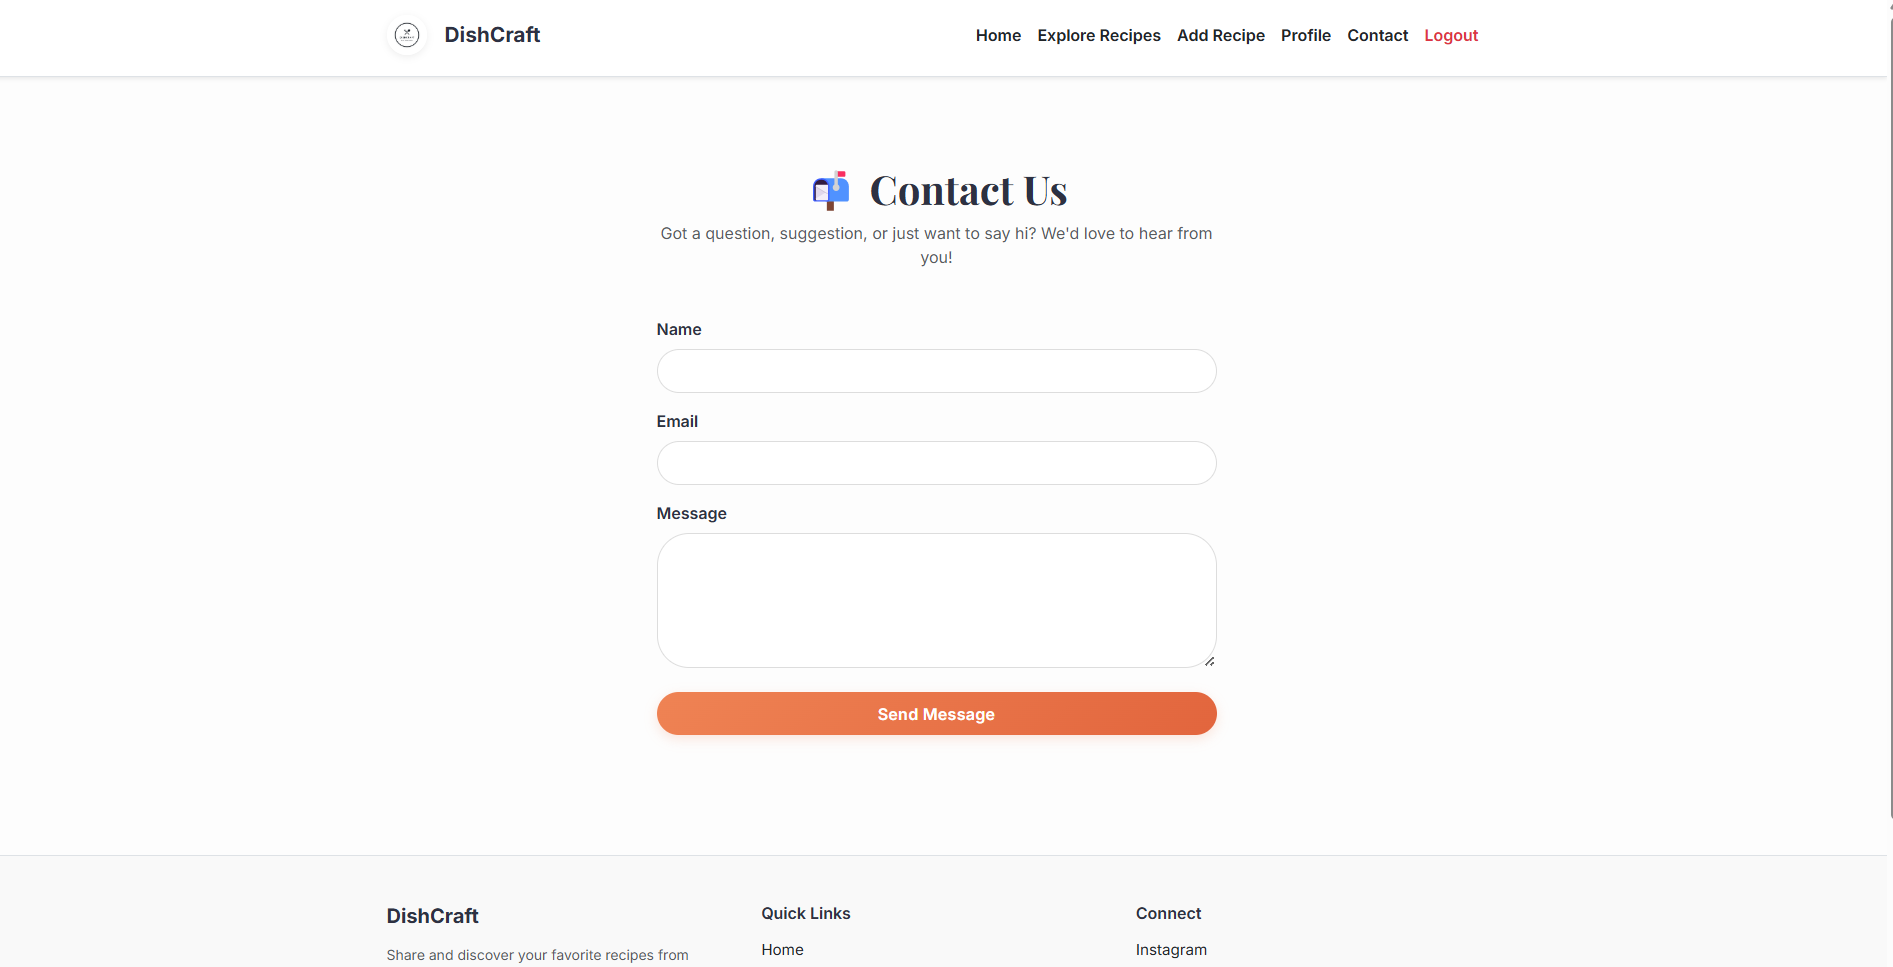 DishCraft
Home Explore Recipes Add Recipe Profile Contact Logout
Contact Us
Got a question, suggestion, or just want to say hi? We'd love to hear from
you!
Name
Email
Message
Send Message
DishCraft
Share and discover your favorite recipes from
Quick Links
Home
Connect
Instagram